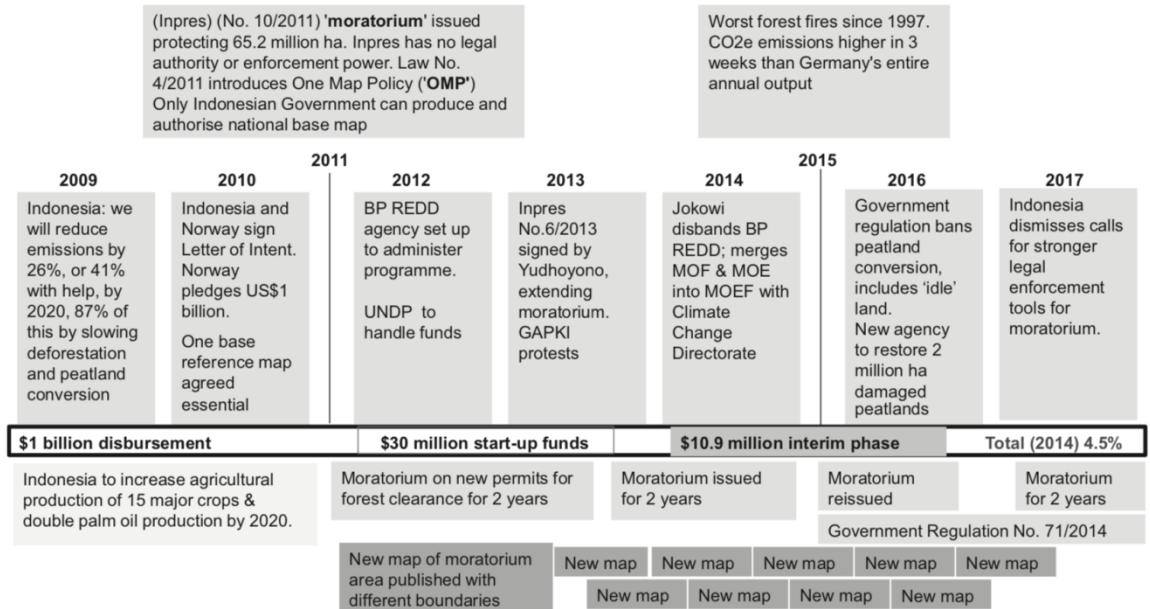 (Inpres) (No. 10/2011) 'moratorium' issued
protecting 65.2 million ha. Inpres has no legal
authority or enforcement power. Law No.
4/2011 introduces One Map Policy ('OMP')
Only Indonesian Government can produce and
authorise national base map
Worst forest fires since 1997.
CO2e emissions higher in 3
weeks than Germany's entire
annual output
2011
2015
2009
Indonesia: we
will reduce
emissions by
26%, or 41%
with help, by
2020, 87% of
this by slowing
deforestation
and peatland
conversion
2010
Indonesia and
Norway sign
Letter of Intent.
Norway
pledges US$1
billion.
One base
reference map
agreed
essential
2012
BP REDD
agency set up
to administer
programme.
UNDP to
handle funds
2013
Inpres
No.6/2013
signed by
Yudhoyono,
extending
moratorium.
GAPKI
protests
2014
Jokowi
disbands BP
REDD; merges
MOF & MOE
into MOEF with
Climate
Change
Directorate
2016
Government
regulation bans
peatland
conversion,
includes ‘idle’
land.
New agency
to restore 2
million ha
damaged
peatlands
2017
Indonesia
dismisses calls
for stronger
legal
enforcement
tools for
moratorium.
$1 billion disbursement
$30 million start-up funds
$10.9 million interim phase
Total (2014) 4.5%
Indonesia to increase agricultural
production of 15 major crops &
double palm oil production by 2020.
Moratorium on new permits for
forest clearance for 2 years
Moratorium issued
for 2 years
Moratorium
reissued
Moratorium
for 2 years
Government Regulation No. 71/2014
New map of moratorium
area published with
different boundaries
New map
New map
New map
New map
New map
New map
New map
New map
New map